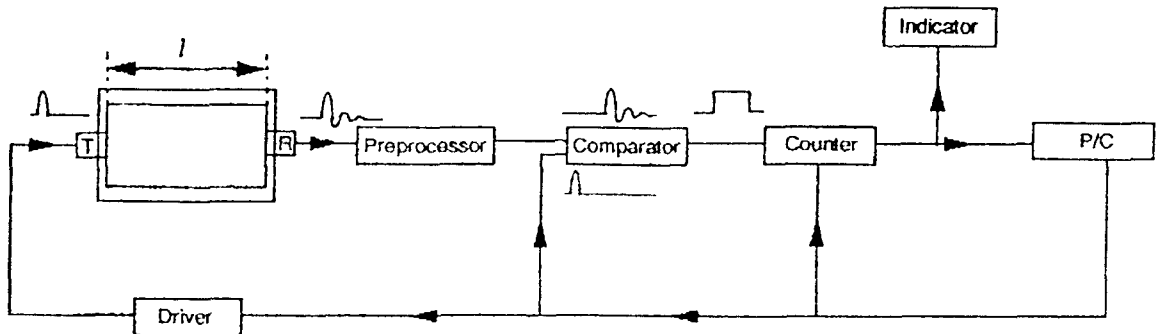 Indicator
l
T
R
Preprocessor
Comparator
Counter
P/C
Driver